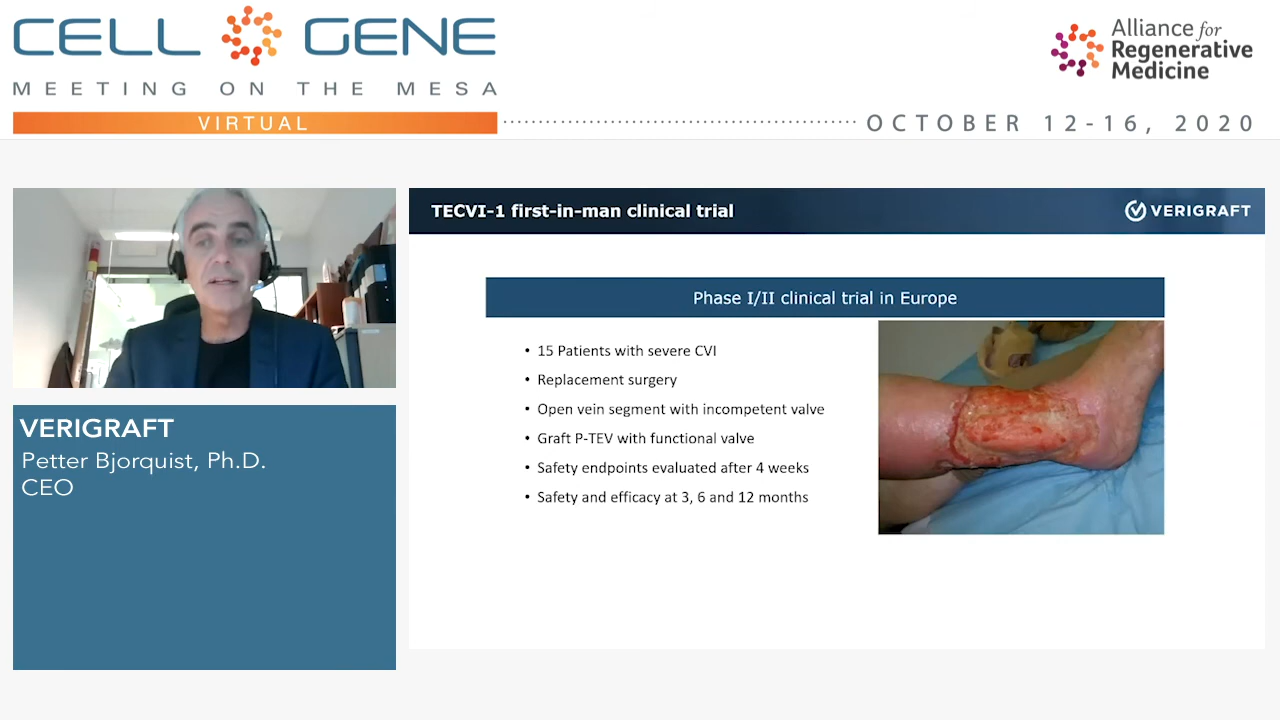 CELL GENE
MEETING ON THE MESA
VIRTUAL
Alliance for
Regenerative
Medicine
OCTOBER 12-16, 2020
VERIGRAFT
Petter Bjorquist, Ph.D.
CEO
TECVI-1 first-in-man clinical trial
VERIGRAFT
Phase I/II clinical trial in Europe
• 15 Patients with severe CVI
• Replacement surgery
• Open vein segment with incompetent valve
• Graft P-TEV with functional valve
• Safety endpoints evaluated after 4 weeks
• Safety and efficacy at 3, 6 and 12 months